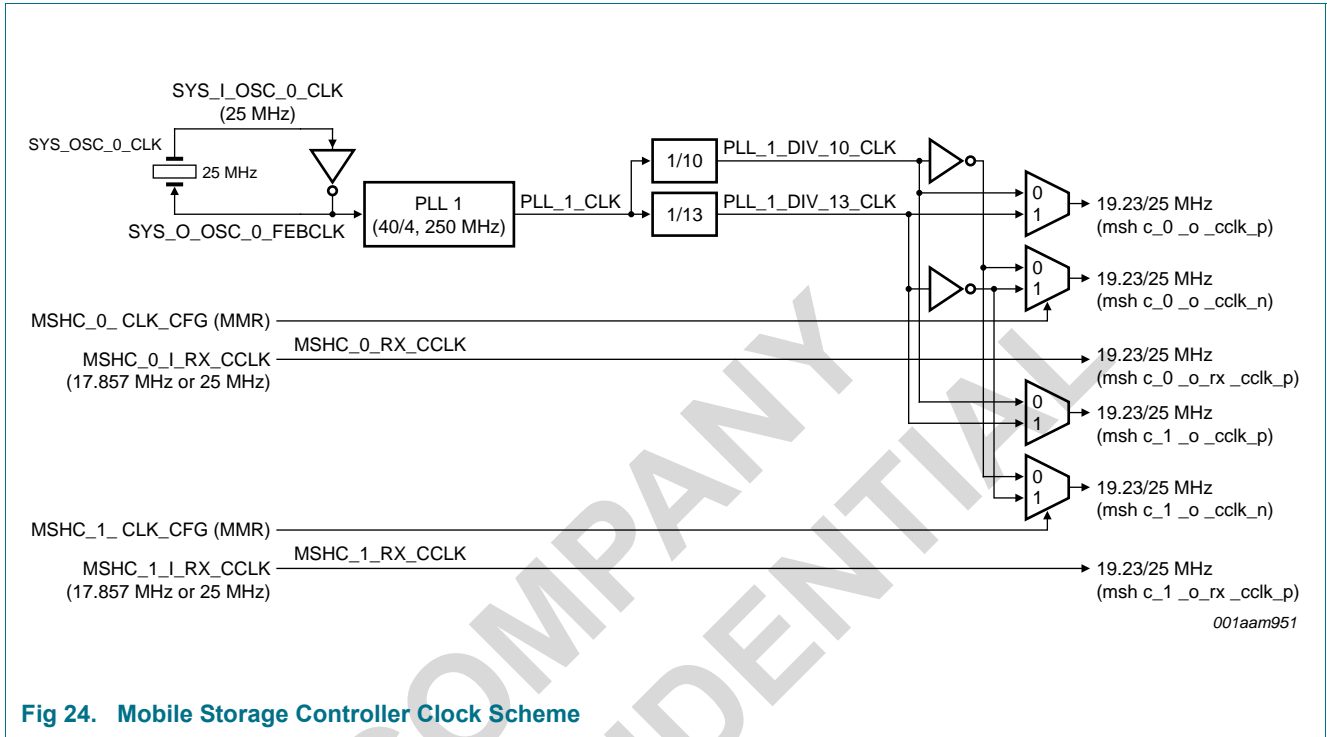 SYS_I_OSC_0_CLK
(25 MHz)
SYS_OSC_0_CLK
25 MHz
SYS_O_OSC_0_FEBCLK
PLL 1
(40/4, 250 MHz)
PLL_1_CLK
1/10
PLL_1_DIV_10_CLK
1/13
PLL_1_DIV_13_CLK
0
1
19.23/25 MHz
(msh c_0 _o _cclk_p)
0
1
19.23/25 MHz
(msh c_0 _o _cclk_n)
MSHC_0_ CLK_CFG (MMR)
MSHC_0_RX_CCLK
MSHC_0_I_RX_CCLK
(17.857 MHz or 25 MHz)
19.23/25 MHz
(msh c_0 _o_rx _cclk_p)
0
1
19.23/25 MHz
(msh c_1 _o _cclk_p)
0
1
19.23/25 MHz
(msh c_1 _o _cclk_n)
MSHC_1_ CLK_CFG (MMR)
MSHC_1_RX_CCLK
MSHC_1_I_RX_CCLK
(17.857 MHz or 25 MHz)
19.23/25 MHz
(msh c_1 _o_rx _cclk_p)
001aam951
COMPANY
CONFIDENTIAL
Fig 24. Mobile Storage Controller Clock Scheme